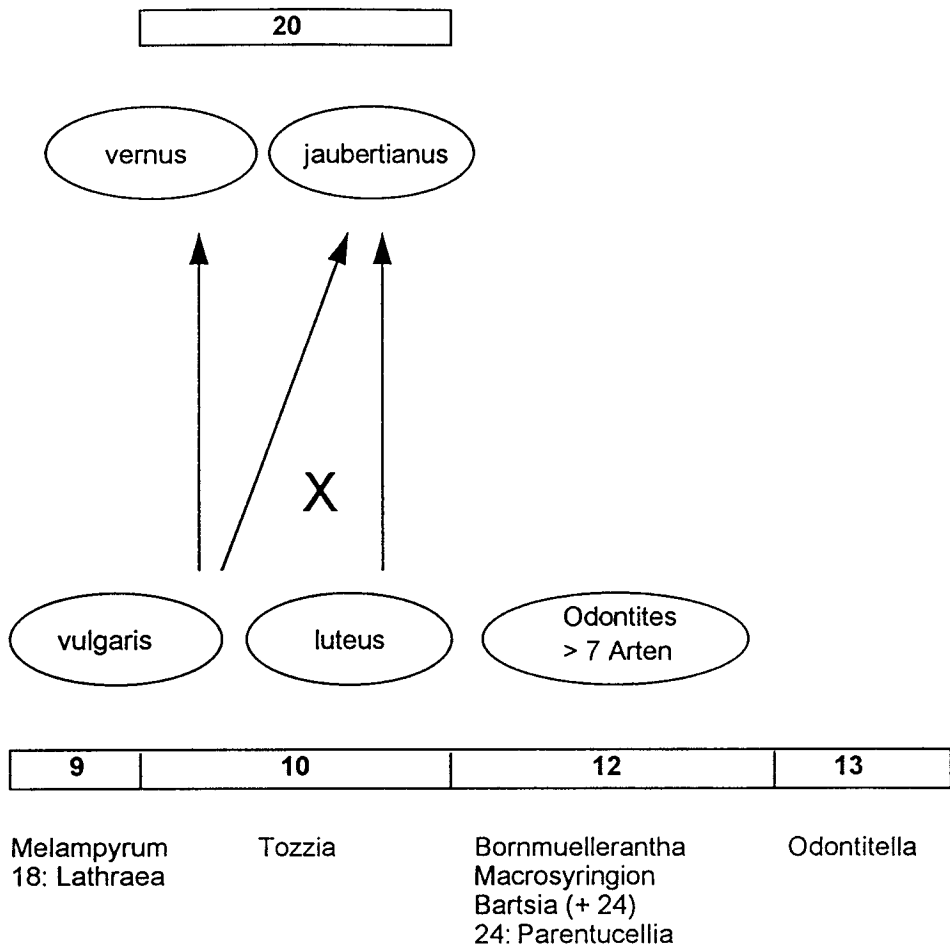 20
vernus jaubertianus
X
vulgaris luteus Odontites
> 7 Arten
9 10 12 13
Melampyrum Tozzia Bornmuellerantha Odontitella
18: Lathraea Macrosyringion
Bartsia (+ 24)
24: Parentucellia